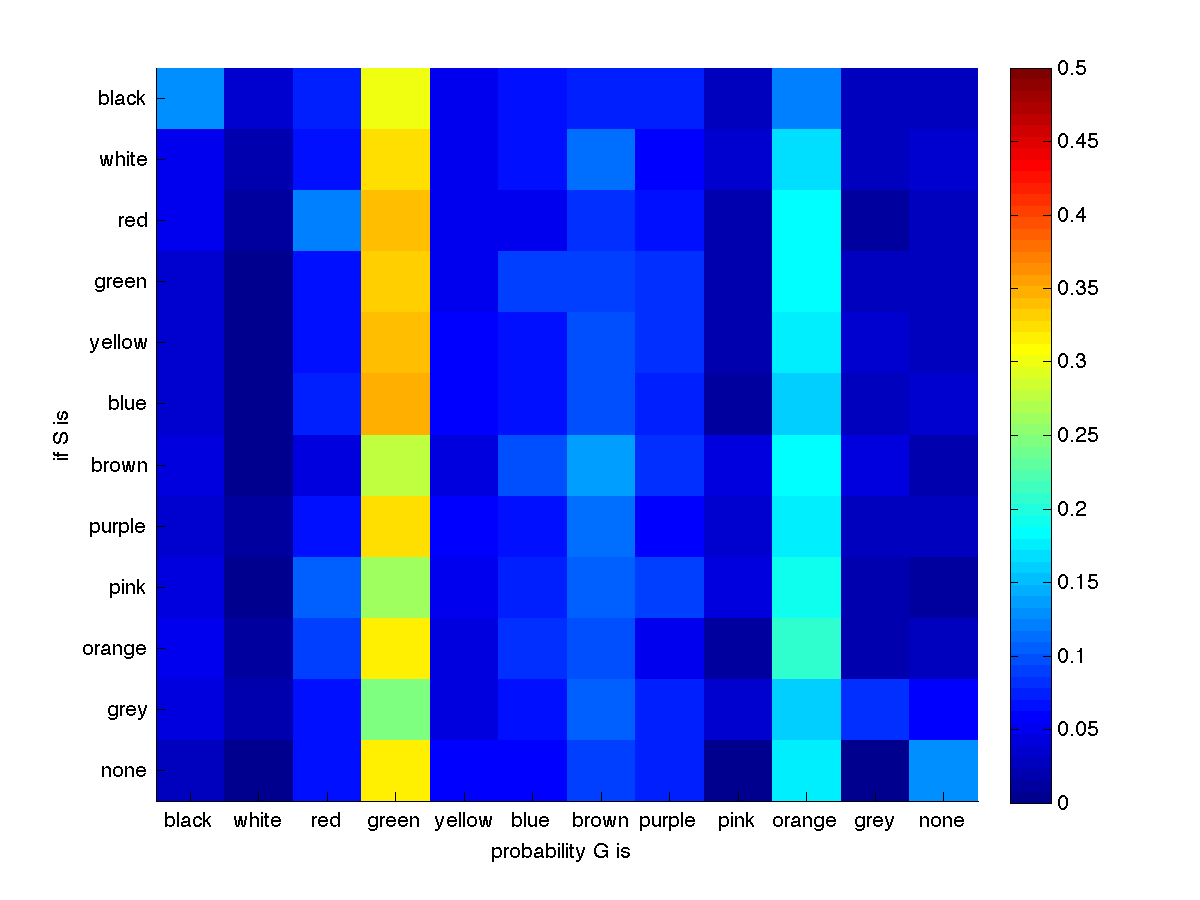 black
white
red
green
yellow
blue
brown
purple
pink
orange
grey
none
if S is
black white red green yellow blue brown purple pink orange grey none
probability G is
0.5
0.45
0.4
0.35
0.3
0.25
0.2
0.15
0.1
0.05
0